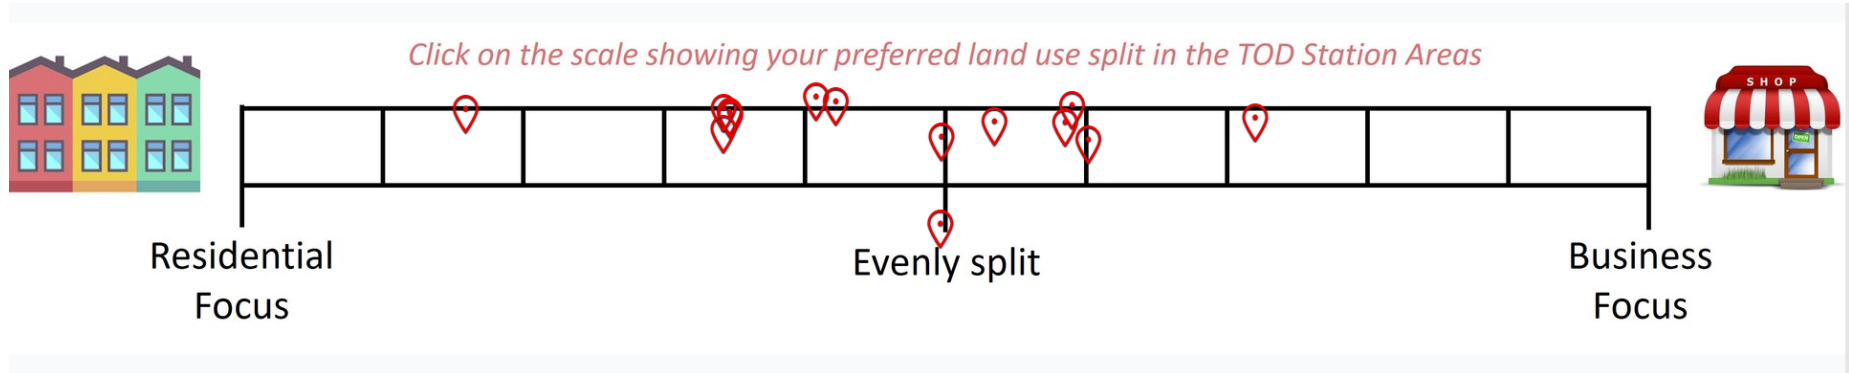 Click on the scale showing your preferred land use split in the TOD Station Areas
SHOP
OPEN
Residential
Focus
Evenly split
Business
Focus